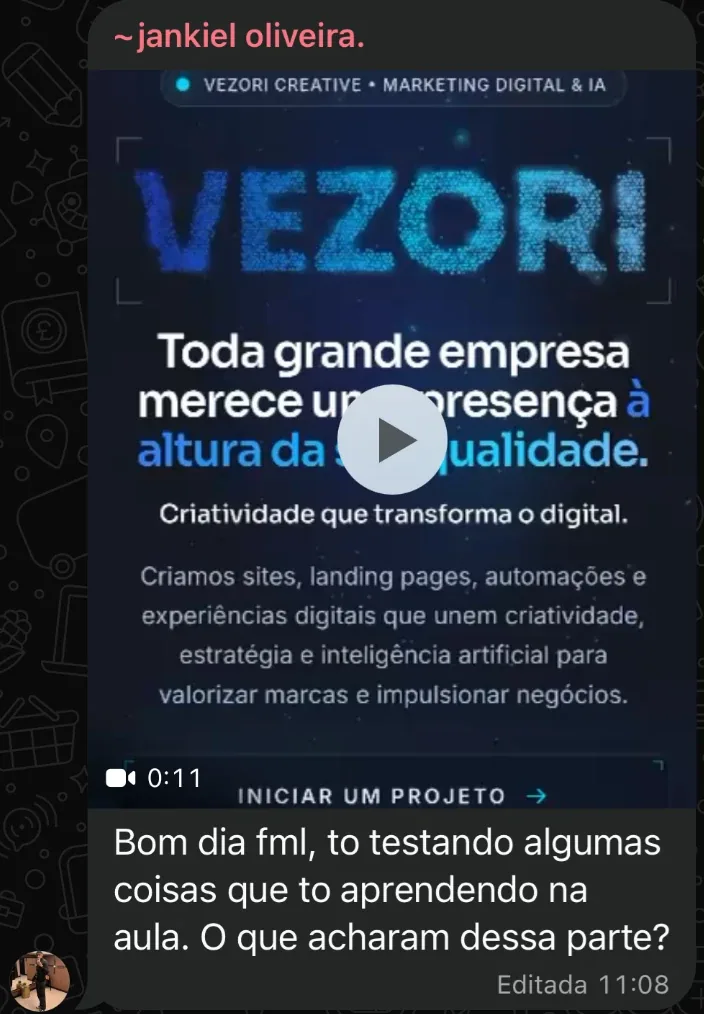 ~jankiel oliveira.
VEZORI CREATIVE • MARKETING DIGITAL & IA
VEZORI
Toda grande empresa
merece presença à
altura da qualidade.
Criatividade que transforma o digital.
Criamos sites, landing pages, automações e
experiências digitais que unem criatividade,
estratégia e inteligência artificial para
valorizar marcas e impulsionar negócios.
0:11
INICIAR UM PROJETO →
Bom dia fml, to testando algumas
coisas que to aprendendo na
aula. O que acharam dessa parte?
Editada 11:08